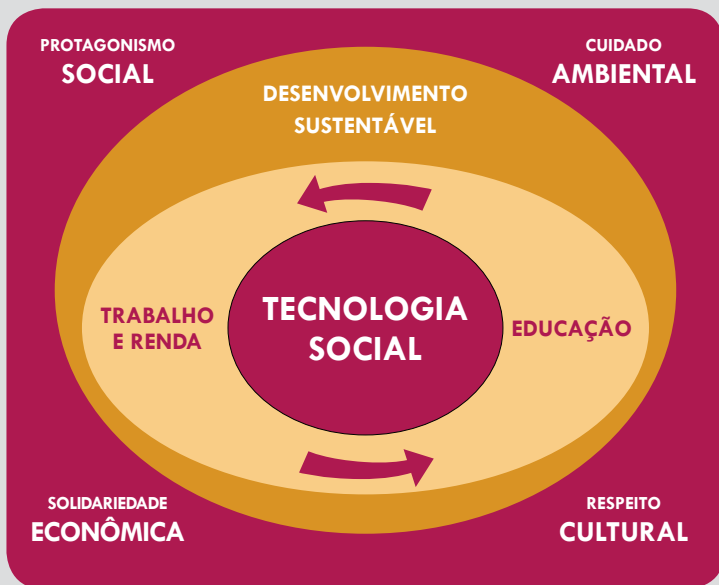 PROTAGONISMO
SOCIAL
CUIDADO
AMBIENTAL
DESENVOLVIMENTO
SUSTENTÁVEL
TRABALHO
E RENDA
TECNOLOGIA
SOCIAL
EDUCAÇÃO
SOLIDARIEDADE
ECONÔMICA
RESPEITO
CULTURAL